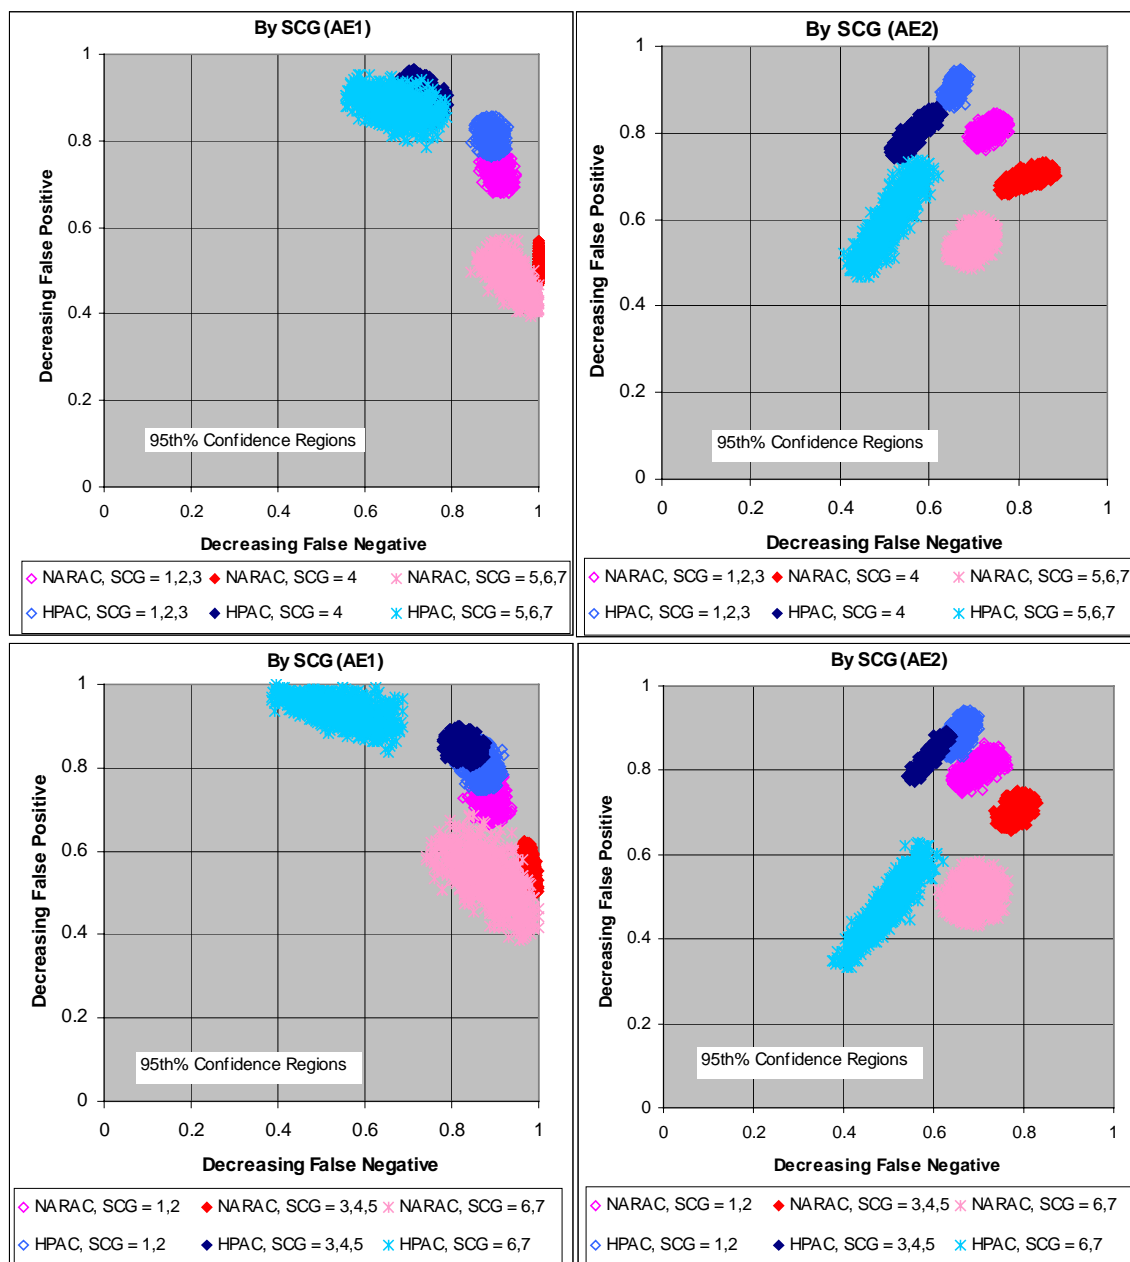 By SCG (AE1)
1
0.8
0.6
0.4
0.2
0
0 0.2 0.4 0.6 0.8 1
Decreasing False Positive
95th% Confidence Regions
Decreasing False Negative
NARAC, SCG = 1,2,3 NARAC, SCG = 4 NARAC, SCG = 5,6,7
HPAC, SCG = 1,2,3 HPAC, SCG = 4 HPAC, SCG = 5,6,7
By SCG (AE2)
1
0.8
0.6
0.4
0.2
0
0 0.2 0.4 0.6 0.8 1
Decreasing False Positive
95th% Confidence Regions
Decreasing False Negative
NARAC, SCG = 1,2,3 NARAC, SCG = 4 NARAC, SCG = 5,6,7
HPAC, SCG = 1,2,3 HPAC, SCG = 4 HPAC, SCG = 5,6,7
By SCG (AE1)
1
0.8
0.6
0.4
0.2
0
0 0.2 0.4 0.6 0.8 1
Decreasing False Positive
95th% Confidence Regions
Decreasing False Negative
NARAC, SCG = 1,2 NARAC, SCG = 3,4,5 NARAC, SCG = 6,7
HPAC, SCG = 1,2 HPAC, SCG = 3,4,5 HPAC, SCG = 6,7
By SCG (AE2)
1
0.8
0.6
0.4
0.2
0
0 0.2 0.4 0.6 0.8 1
Decreasing False Positive
95th% Confidence Regions
Decreasing False Negative
NARAC, SCG = 1,2 NARAC, SCG = 3,4,5 NARAC, SCG = 6,7
HPAC, SCG = 1,2 HPAC, SCG = 3,4,5 HPAC, SCG = 6,7